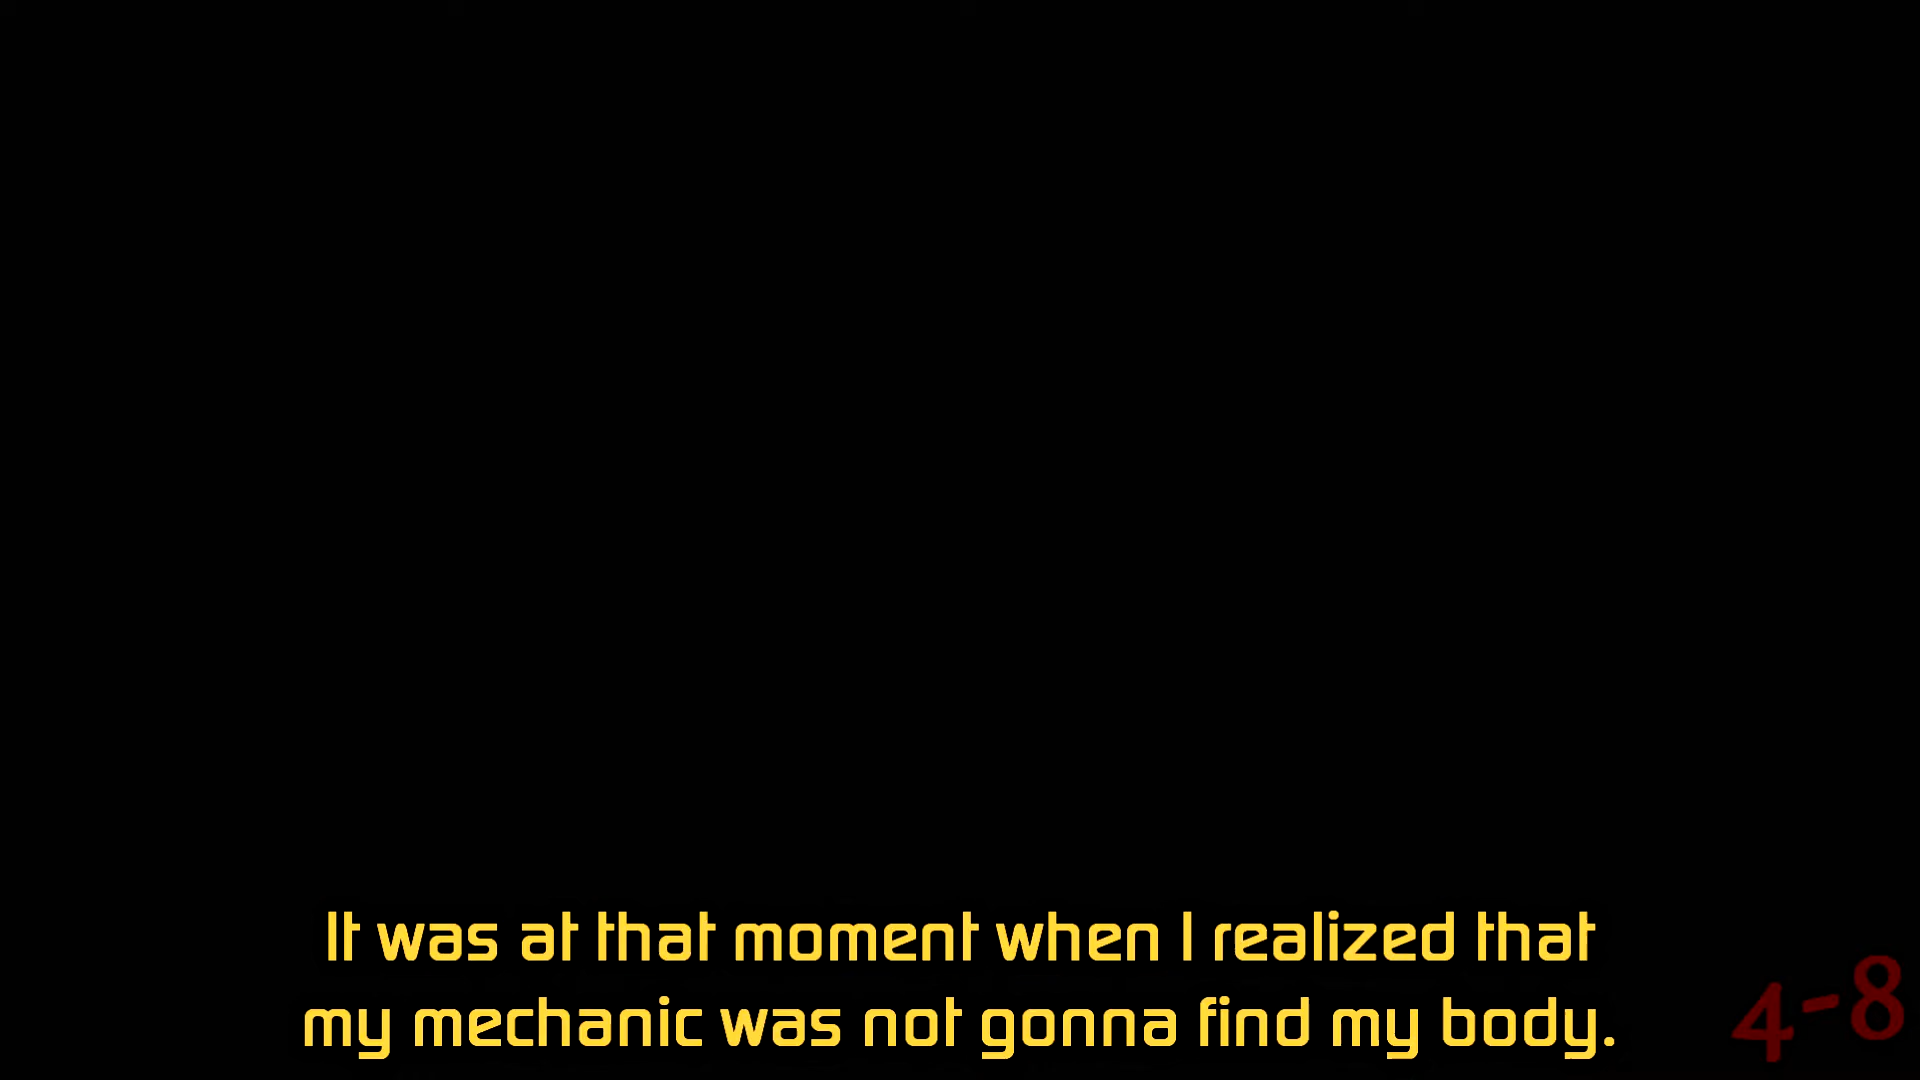 It was at that moment when I realized that
my mechanic was not gonna find my body.
4-8